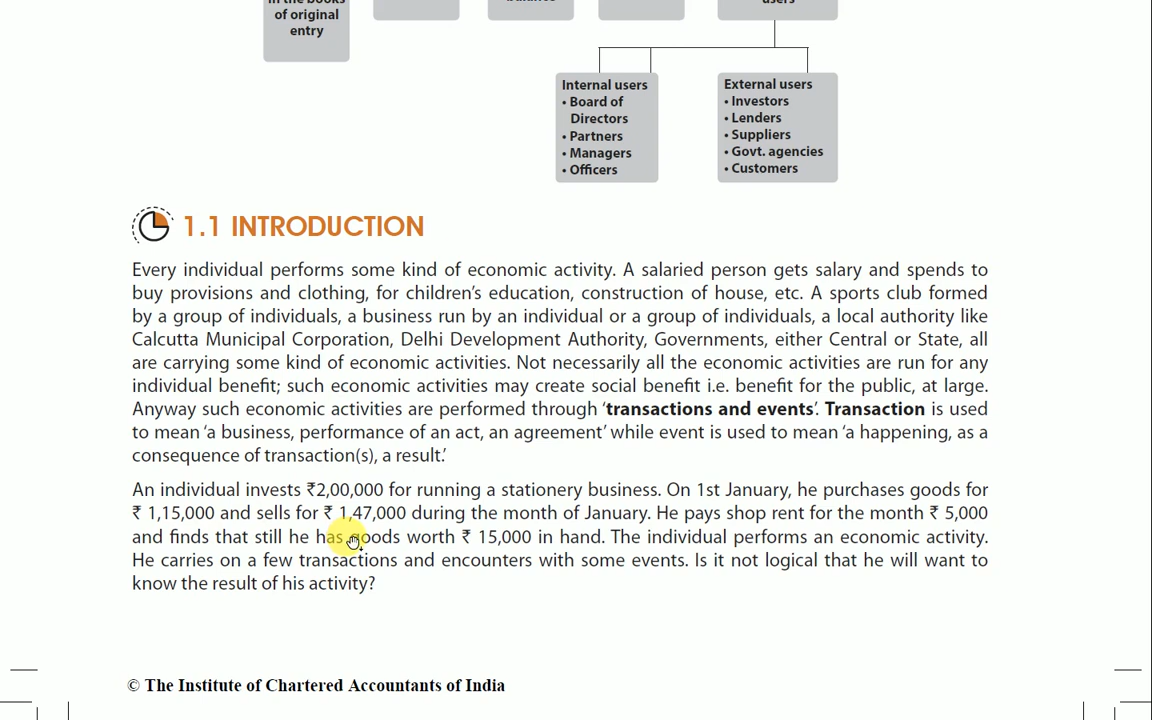 in the books
of original
entry
balance
users
Internal users
• Board of
Directors
• Partners
• Managers
• Officers
External users
• Investors
• Lenders
• Suppliers
• Govt. agencies
• Customers
1.1 INTRODUCTION
Every individual performs some kind of economic activity. A salaried person gets salary and spends to
buy provisions and clothing, for children’s education, construction of house, etc. A sports club formed
by a group of individuals, a business run by an individual or a group of individuals, a local authority like
Calcutta Municipal Corporation, Delhi Development Authority, Governments, either Central or State, all
are carrying some kind of economic activities. Not necessarily all the economic activities are run for any
individual benefit; such economic activities may create social benefit i.e. benefit for the public, at large.
Anyway such economic activities are performed through ‘transactions and events’. Transaction is used
to mean ‘a business, performance of an act, an agreement’ while event is used to mean ‘a happening, as a
consequence of transaction(s), a result.’
An individual invests ₹2,00,000 for running a stationery business. On 1st January, he purchases goods for
₹ 1,15,000 and sells for ₹ 1,47,000 during the month of January. He pays shop rent for the month ₹ 5,000
and finds that still he has goods worth ₹ 15,000 in hand. The individual performs an economic activity.
He carries on a few transactions and encounters with some events. Is it not logical that he will want to
know the result of his activity?
© The Institute of Chartered Accountants of India